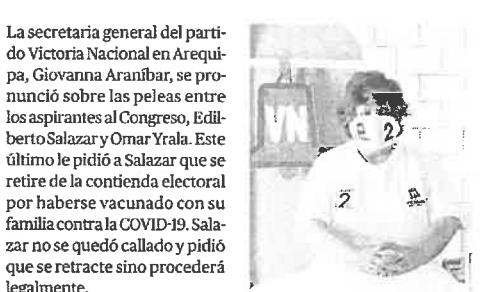 La secretaria general del parti-
do Victoria Nacional en Arequi-
pa, Giovanna Araníbar, se pro-
nunció sobre las peleas entre
los aspirantes al Congreso, Edil-
berto Salazar y Omar Yrala. Este
último le pidió a Salazar que se
retire de la contienda electoral
por haberse vacunado con su
familia contra la COVID-19. Sala-
zar no se quedó callado y pidió
que se retracte sino procederá
legalmente.
VN
2
2